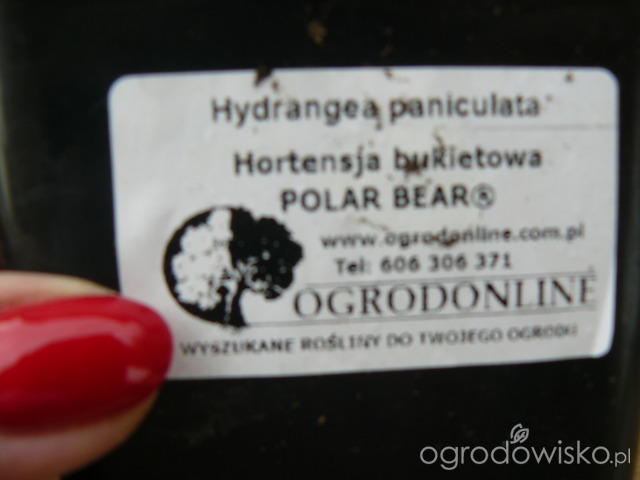 Hydrangea paniculata
Hortensja bukietowa
POLAR BEAR®
www.ogrodonline.com.pl
Tel: 606 306 371
OGRODONLINE
WYSZUKANE ROŚLINY DO TWOJEGO OGRODU
ogrodowisko.pl